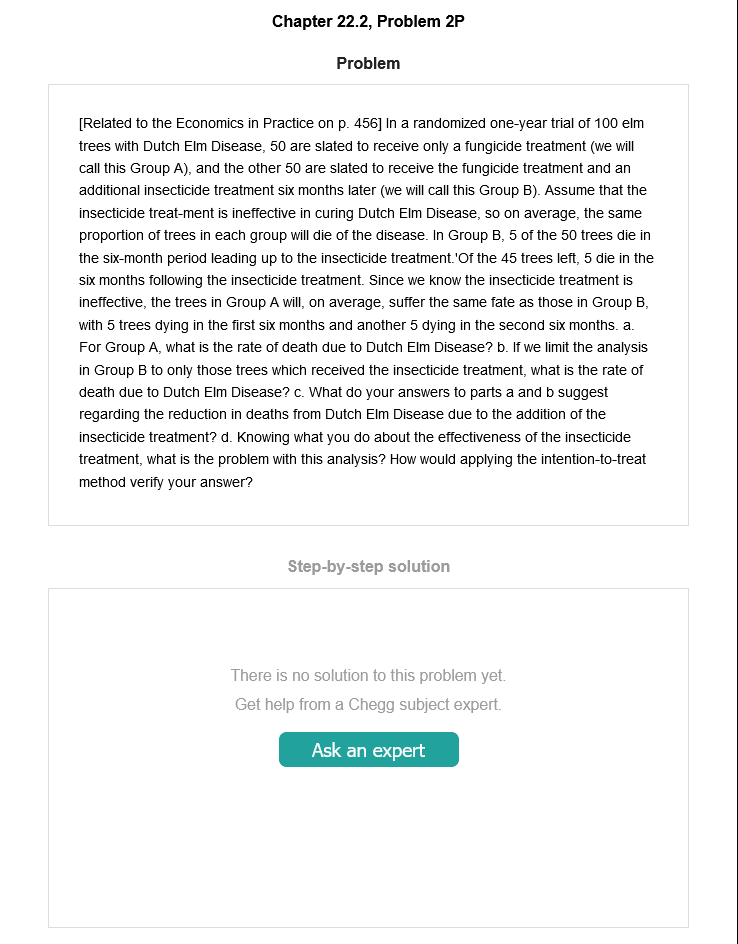 Chapter 22.2, Problem 2P
Problem
[Related to the Economics in Practice on p. 456] In a randomized one-year trial of 100 elm
trees with Dutch Elm Disease, 50 are slated to receive only a fungicide treatment (we will
call this Group A), and the other 50 are slated to receive the fungicide treatment and an
additional insecticide treatment six months later (we will call this Group B). Assume that the
insecticide treat-ment is ineffective in curing Dutch Elm Disease, so on average, the same
proportion of trees in each group will die of the disease. In Group B, 5 of the 50 trees die in
the six-month period leading up to the insecticide treatment.'Of the 45 trees left, 5 die in the
six months following the insecticide treatment. Since we know the insecticide treatment is
ineffective, the trees in Group A will, on average, suffer the same fate as those in Group B,
with 5 trees dying in the first six months and another 5 dying in the second six months. a.
For Group A, what is the rate of death due to Dutch Elm Disease? b. If we limit the analysis
in Group B to only those trees which received the insecticide treatment, what is the rate of
death due to Dutch Elm Disease? c. What do your answers to parts a and b suggest
regarding the reduction in deaths from Dutch Elm Disease due to the addition of the
insecticide treatment? d. Knowing what you do about the effectiveness of the insecticide
treatment, what is the problem with this analysis? How would applying the intention-to-treat
method verify your answer?
Step-by-step solution
There is no solution to this problem yet.
Get help from a Chegg subject expert.
Ask an expert